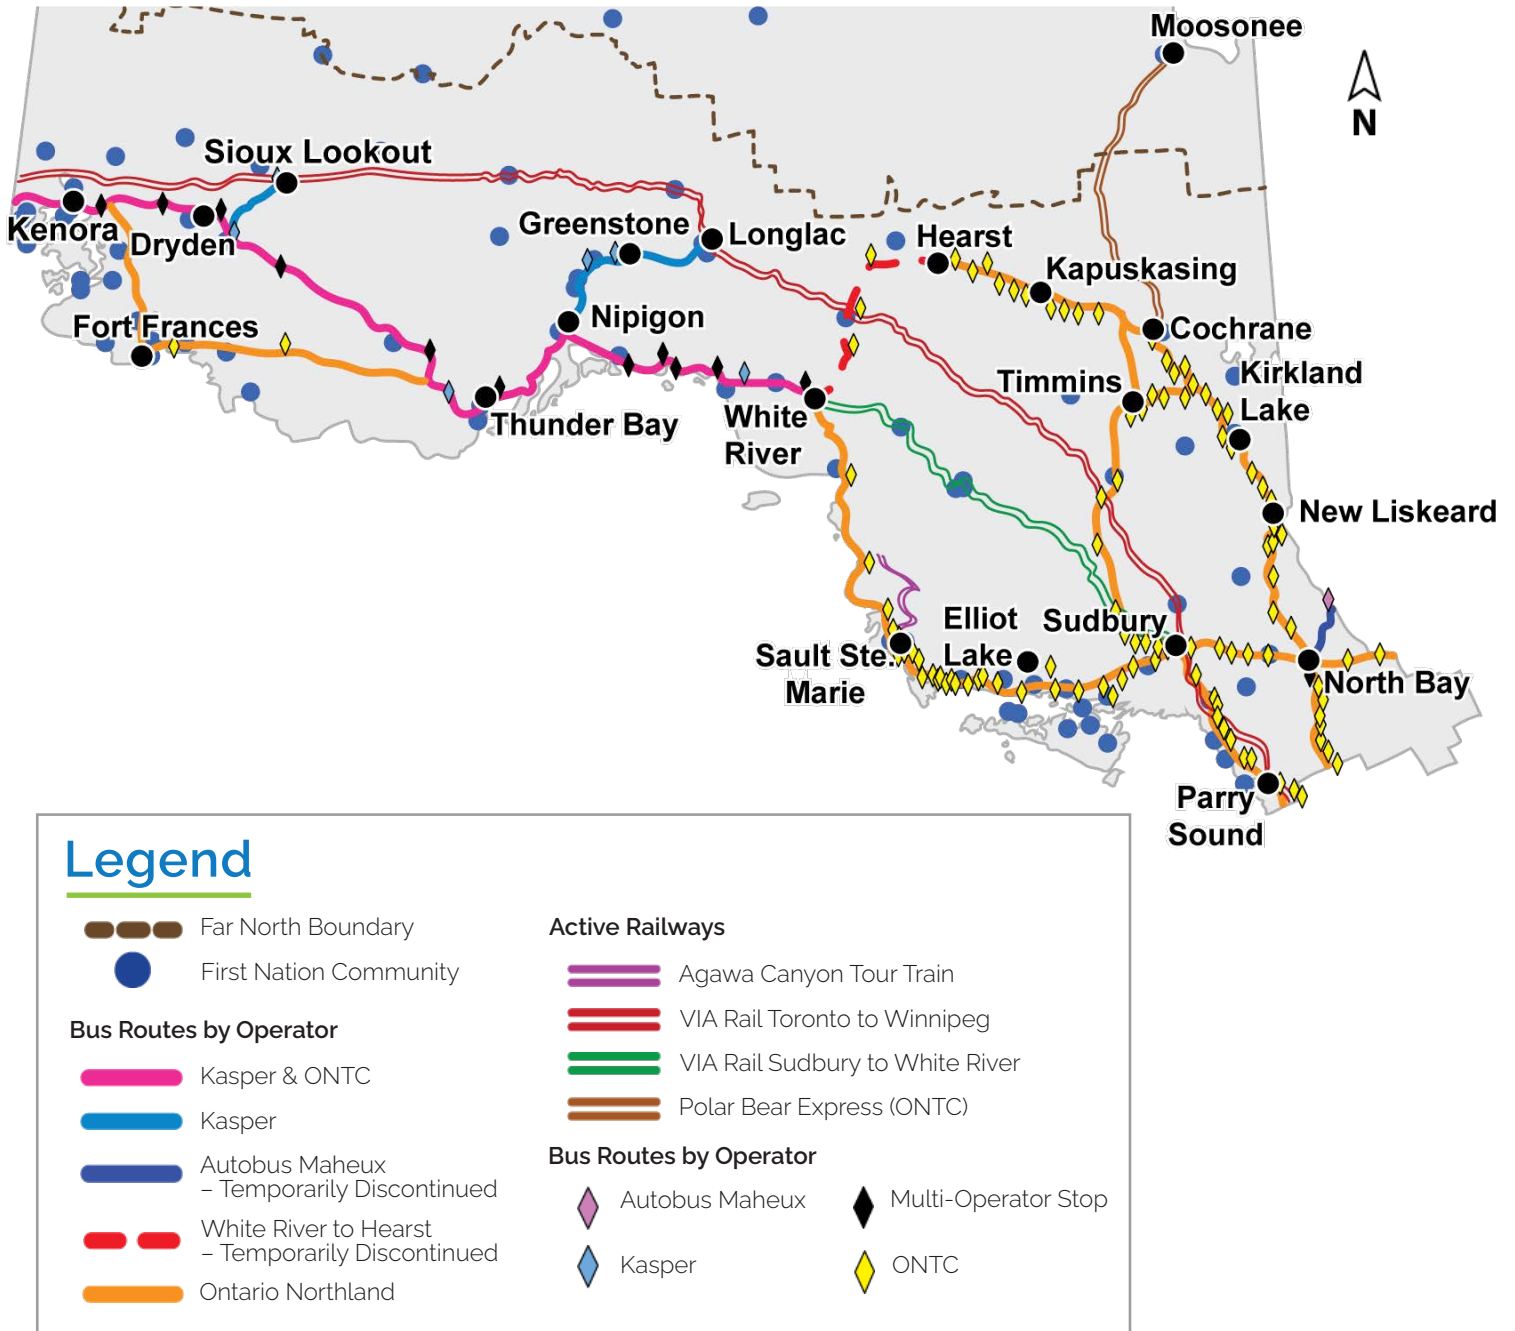 Moosonee
N
Sioux Lookout
Kenora
Dryden
Greenstone
Longlac
Hearst
Kapuskasing
Fort Frances
Nipigon
Cochrane
Timmins
Kirkland
Lake
Thunder Bay
White
River
New Liskeard
Elliot
Lake
Sudbury
Sault Ste.
Marie
North Bay
Parry
Sound
Legend
Far North Boundary
First Nation Community
Bus Routes by Operator
Kasper & ONTC
Kasper
Autobus Maheux
– Temporarily Discontinued
White River to Hearst
– Temporarily Discontinued
Ontario Northland
Active Railways
Agawa Canyon Tour Train
VIA Rail Toronto to Winnipeg
VIA Rail Sudbury to White River
Polar Bear Express (ONTC)
Bus Routes by Operator
Autobus Maheux
Multi-Operator Stop
Kasper
ONTC